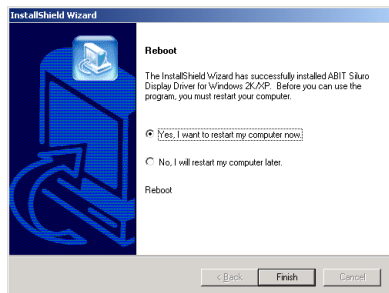 InstallShield Wizard
Reboot
The InstallShield Wizard has successfully installed ABIT Siluro
Display Driver for Windows 2K/XP. Before you can use the
program, you must restart your computer.
Yes, I want to restart my computer now.
No, I will restart my computer later.
Reboot
< Back
Finish
Cancel